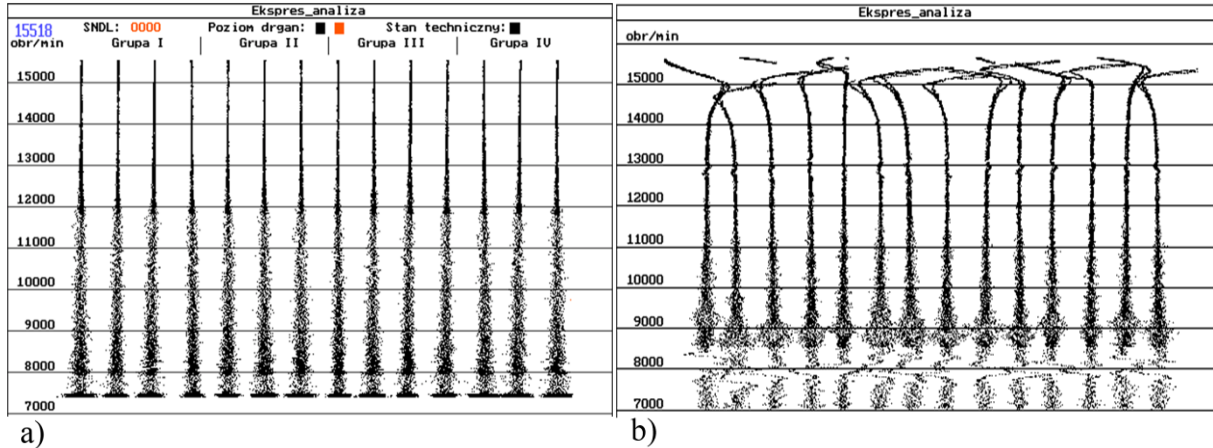 Ekspres_analiza
15518 SNDL: 0000 Poziom drgan: Stan techniczny:
obr/min Grupa I Grupa II Grupa III Grupa IV
15000
14000
13000
12000
11000
10000
9000
8000
7000
a)
Ekspres_analiza
obr/min
15000
14000
13000
12000
11000
10000
9000
8000
7000
b)